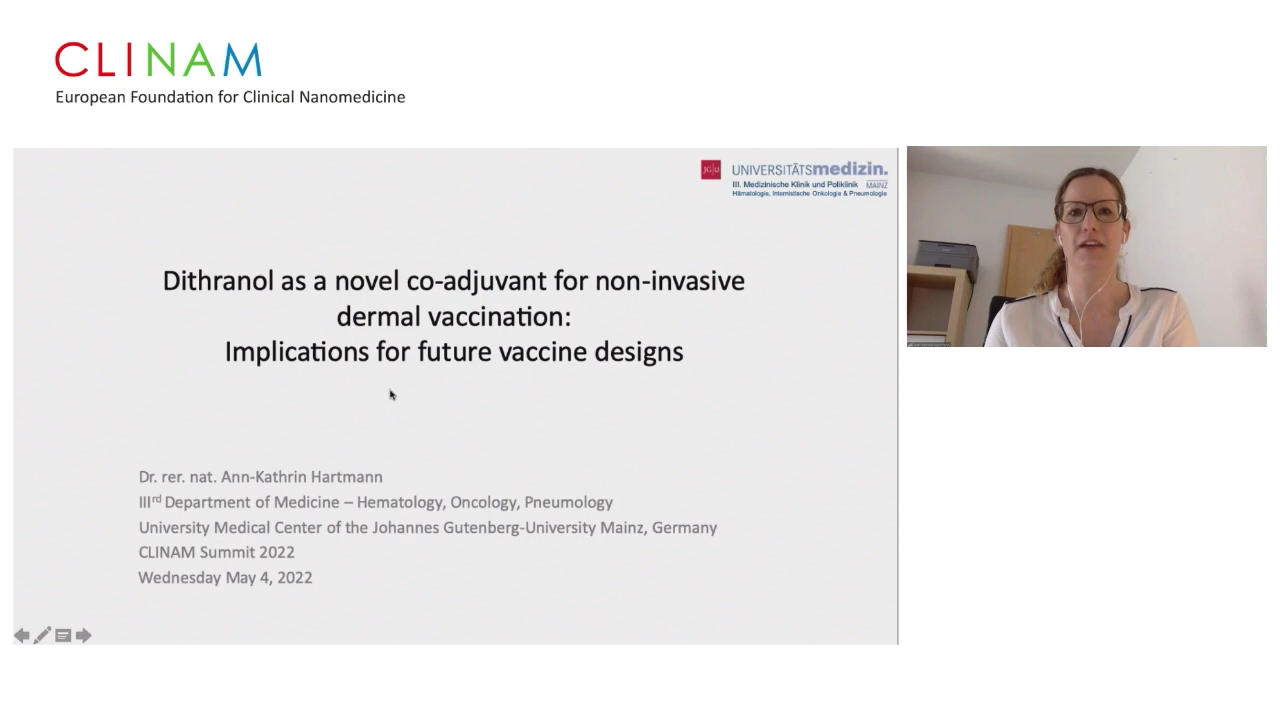 CLINAM
European Foundation for Clinical Nanomedicine
JG|U
UNIVERSITÄTSmedizin.
III. Medizinische Klinik und Poliklinik MAINZ
Hämatologie, Internistische Onkologie & Pneumologie
Dithranol as a novel co-adjuvant for non-invasive
dermal vaccination:
Implications for future vaccine designs
Dr. rer. nat. Ann-Kathrin Hartmann
IIIrd Department of Medicine – Hematology, Oncology, Pneumology
University Medical Center of the Johannes Gutenberg-University Mainz, Germany
CLINAM Summit 2022
Wednesday May 4, 2022